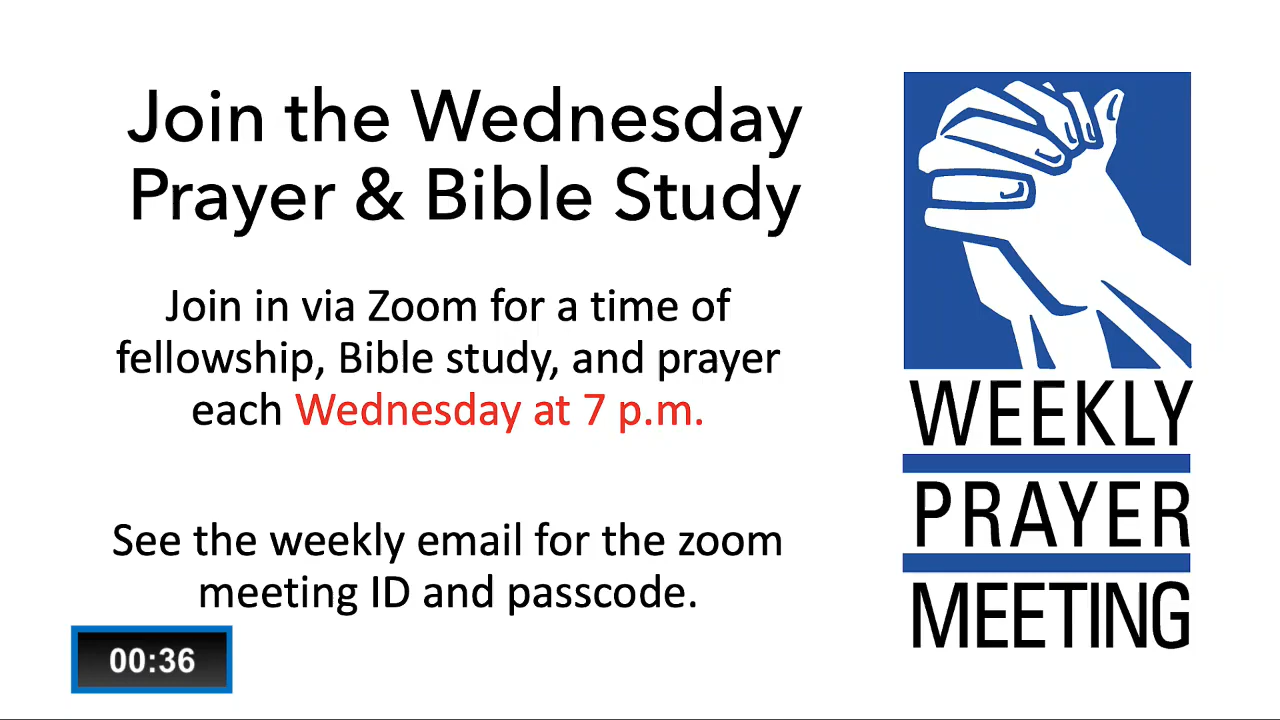 Join the Wednesday
Prayer & Bible Study
Join in via Zoom for a time of
fellowship, Bible study, and prayer
each Wednesday at 7 p.m.
See the weekly email for the zoom
meeting ID and passcode.
00:36
WEEKLY
PRAYER
MEETING